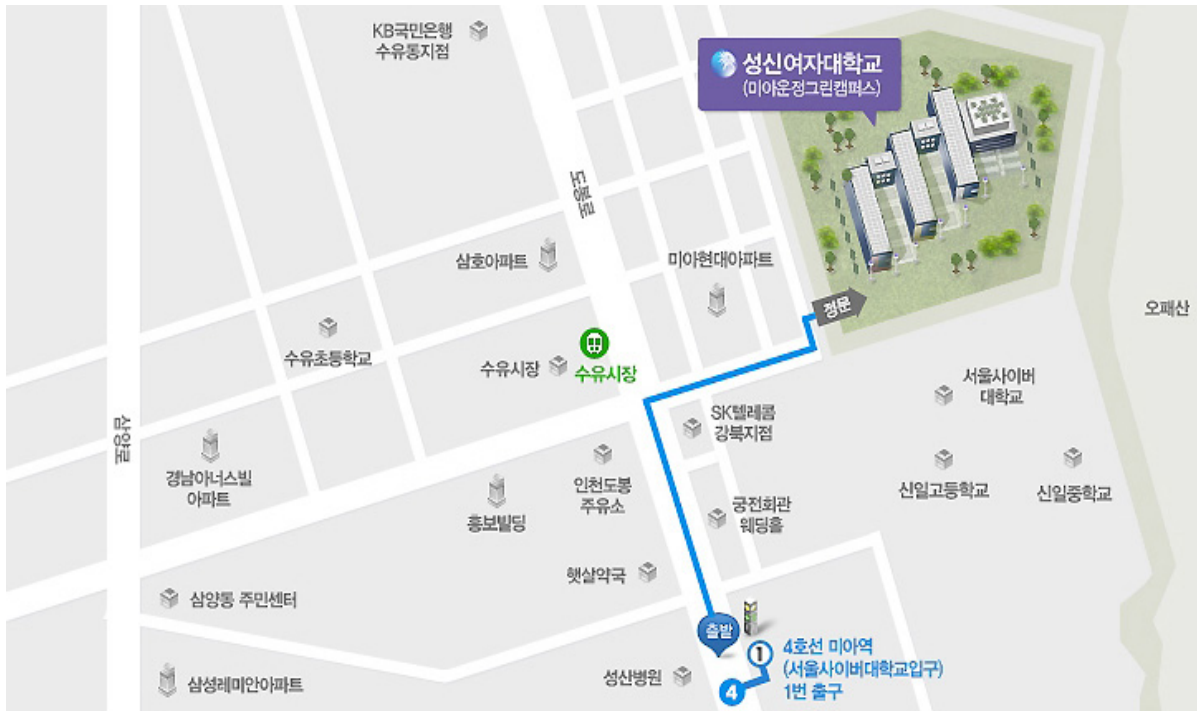 KB국민은행
수유동지점
성신여자대학교
(미아운정그린캠퍼스)
도봉로
삼호아파트
미아현대아파트
정문
오패산
수유초등학교
수유시장
수유시장
서울사이버
대학교
SK텔레콤
강북지점
삼양로
경남아너스빌
아파트
인천도봉
주유소
신일고등학교
신일중학교
홍보빌딩
궁전회관
웨딩홀
햇살약국
삼양동 주민센터
출발
1
4호선 미아역
(서울사이버대학교입구)
1번 출구
성산병원
4
삼성레미안아파트